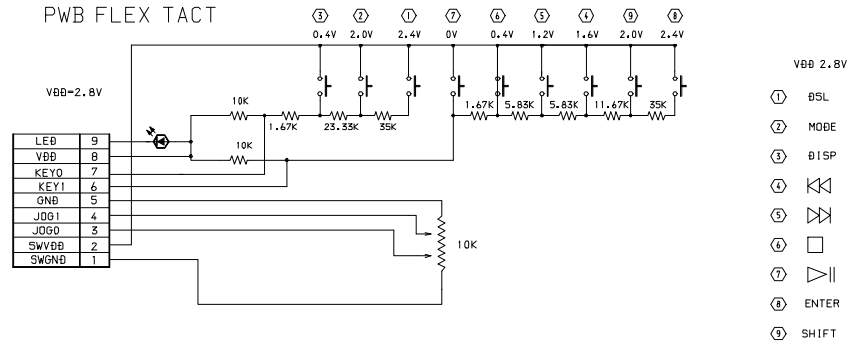 PWB FLEX TACT
3 2 1 7 6 5 4 9 8
0.4V 2.0V 2.4V 0V 0.4V 1.2V 1.6V 2.0V 2.4V
VDD=2.8V
10K
1.67K 23.33K 35K
1.67K 5.83K 5.83K 11.67K 35K
10K
LED 9
VDD 8
KEY0 7
KEY1 6
GND 5
JOG1 4
JOG0 3
SWVDD 2
SWGND 1
10K
VDD 2.8V
1 DSL
2 MODE
3 DISP
4
5
6
7
8 ENTER
9 SHIFT